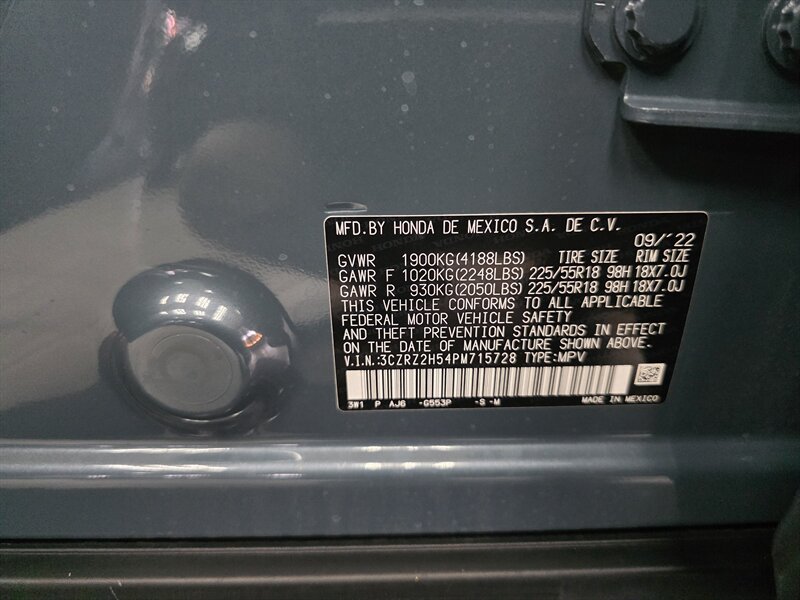 MFD.BY HONDA DE MEXICO S.A. DE C.V.
09/'22
GVWR 1900KG(4188LBS) TIRE SIZE RIM SIZE
GAWR F 1020KG(2248LBS) 225/55R18 98H 18X7.0J
GAWR R 930KG(2050LBS) 225/55R18 98H 18X7.0J
THIS VEHICLE CONFORMS TO ALL APPLICABLE
FEDERAL MOTOR VEHICLE SAFETY
AND THEFT PREVENTION STANDARDS IN EFFECT
ON THE DATE OF MANUFACTURE SHOWN ABOVE.
V.I.N:3CZRZ2H54PM715728 TYPE:MPV
3W1 P AJ6 -G553P -S -M MADE IN MEXICO